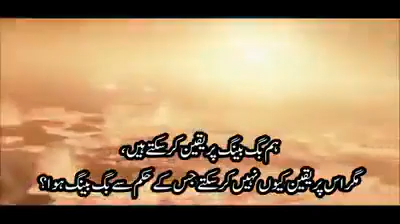 ہم بگ بینگ پر یقین کر سکتے ہیں،
مگر اس پر یقین کیوں نہیں کر سکتے جس کے حکم سے بگ بینگ ہوا؟